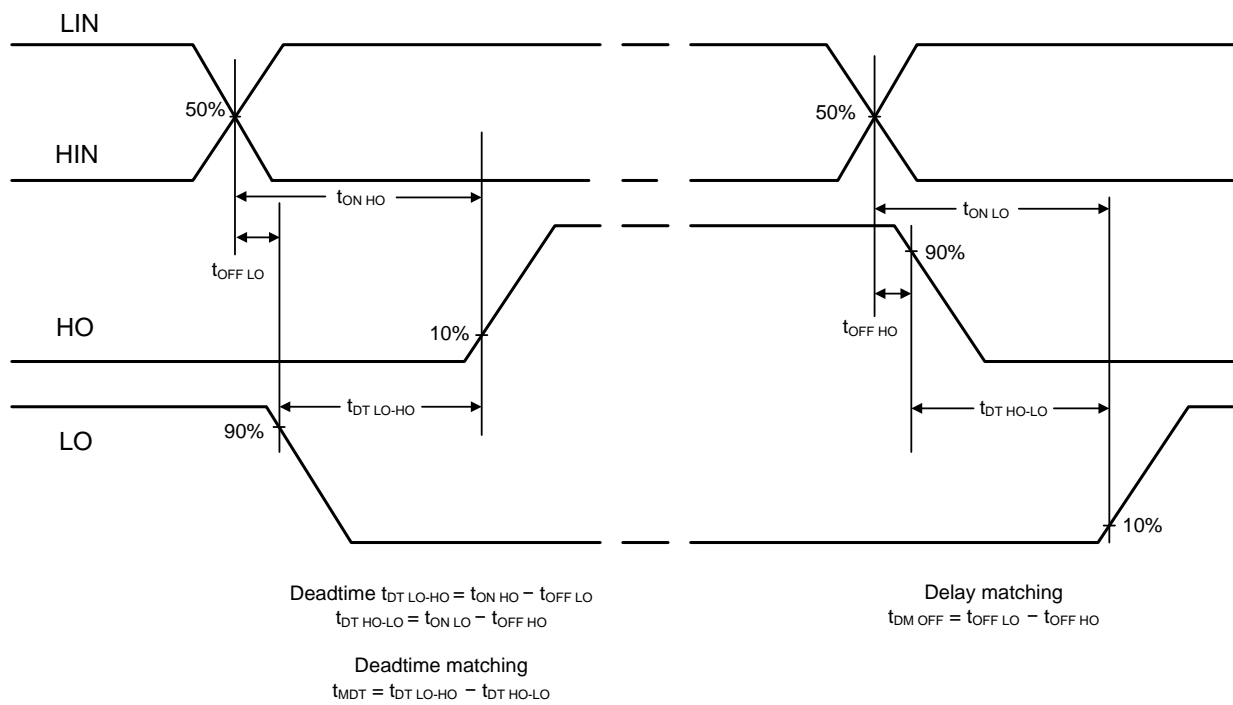 LIN
50%
50%
HIN
tON HO
tON LO
tOFF LO
90%
HO
10%
tOFF HO
tDT LO-HO
tDT HO-LO
90%
LO
10%
Deadtime tDT LO-HO = tON HO − tOFF LO
tDT HO-LO = tON LO − tOFF HO
Delay matching
tDM OFF = tOFF LO − tOFF HO
Deadtime matching
tMDT = tDT LO-HO − tDT HO-LO